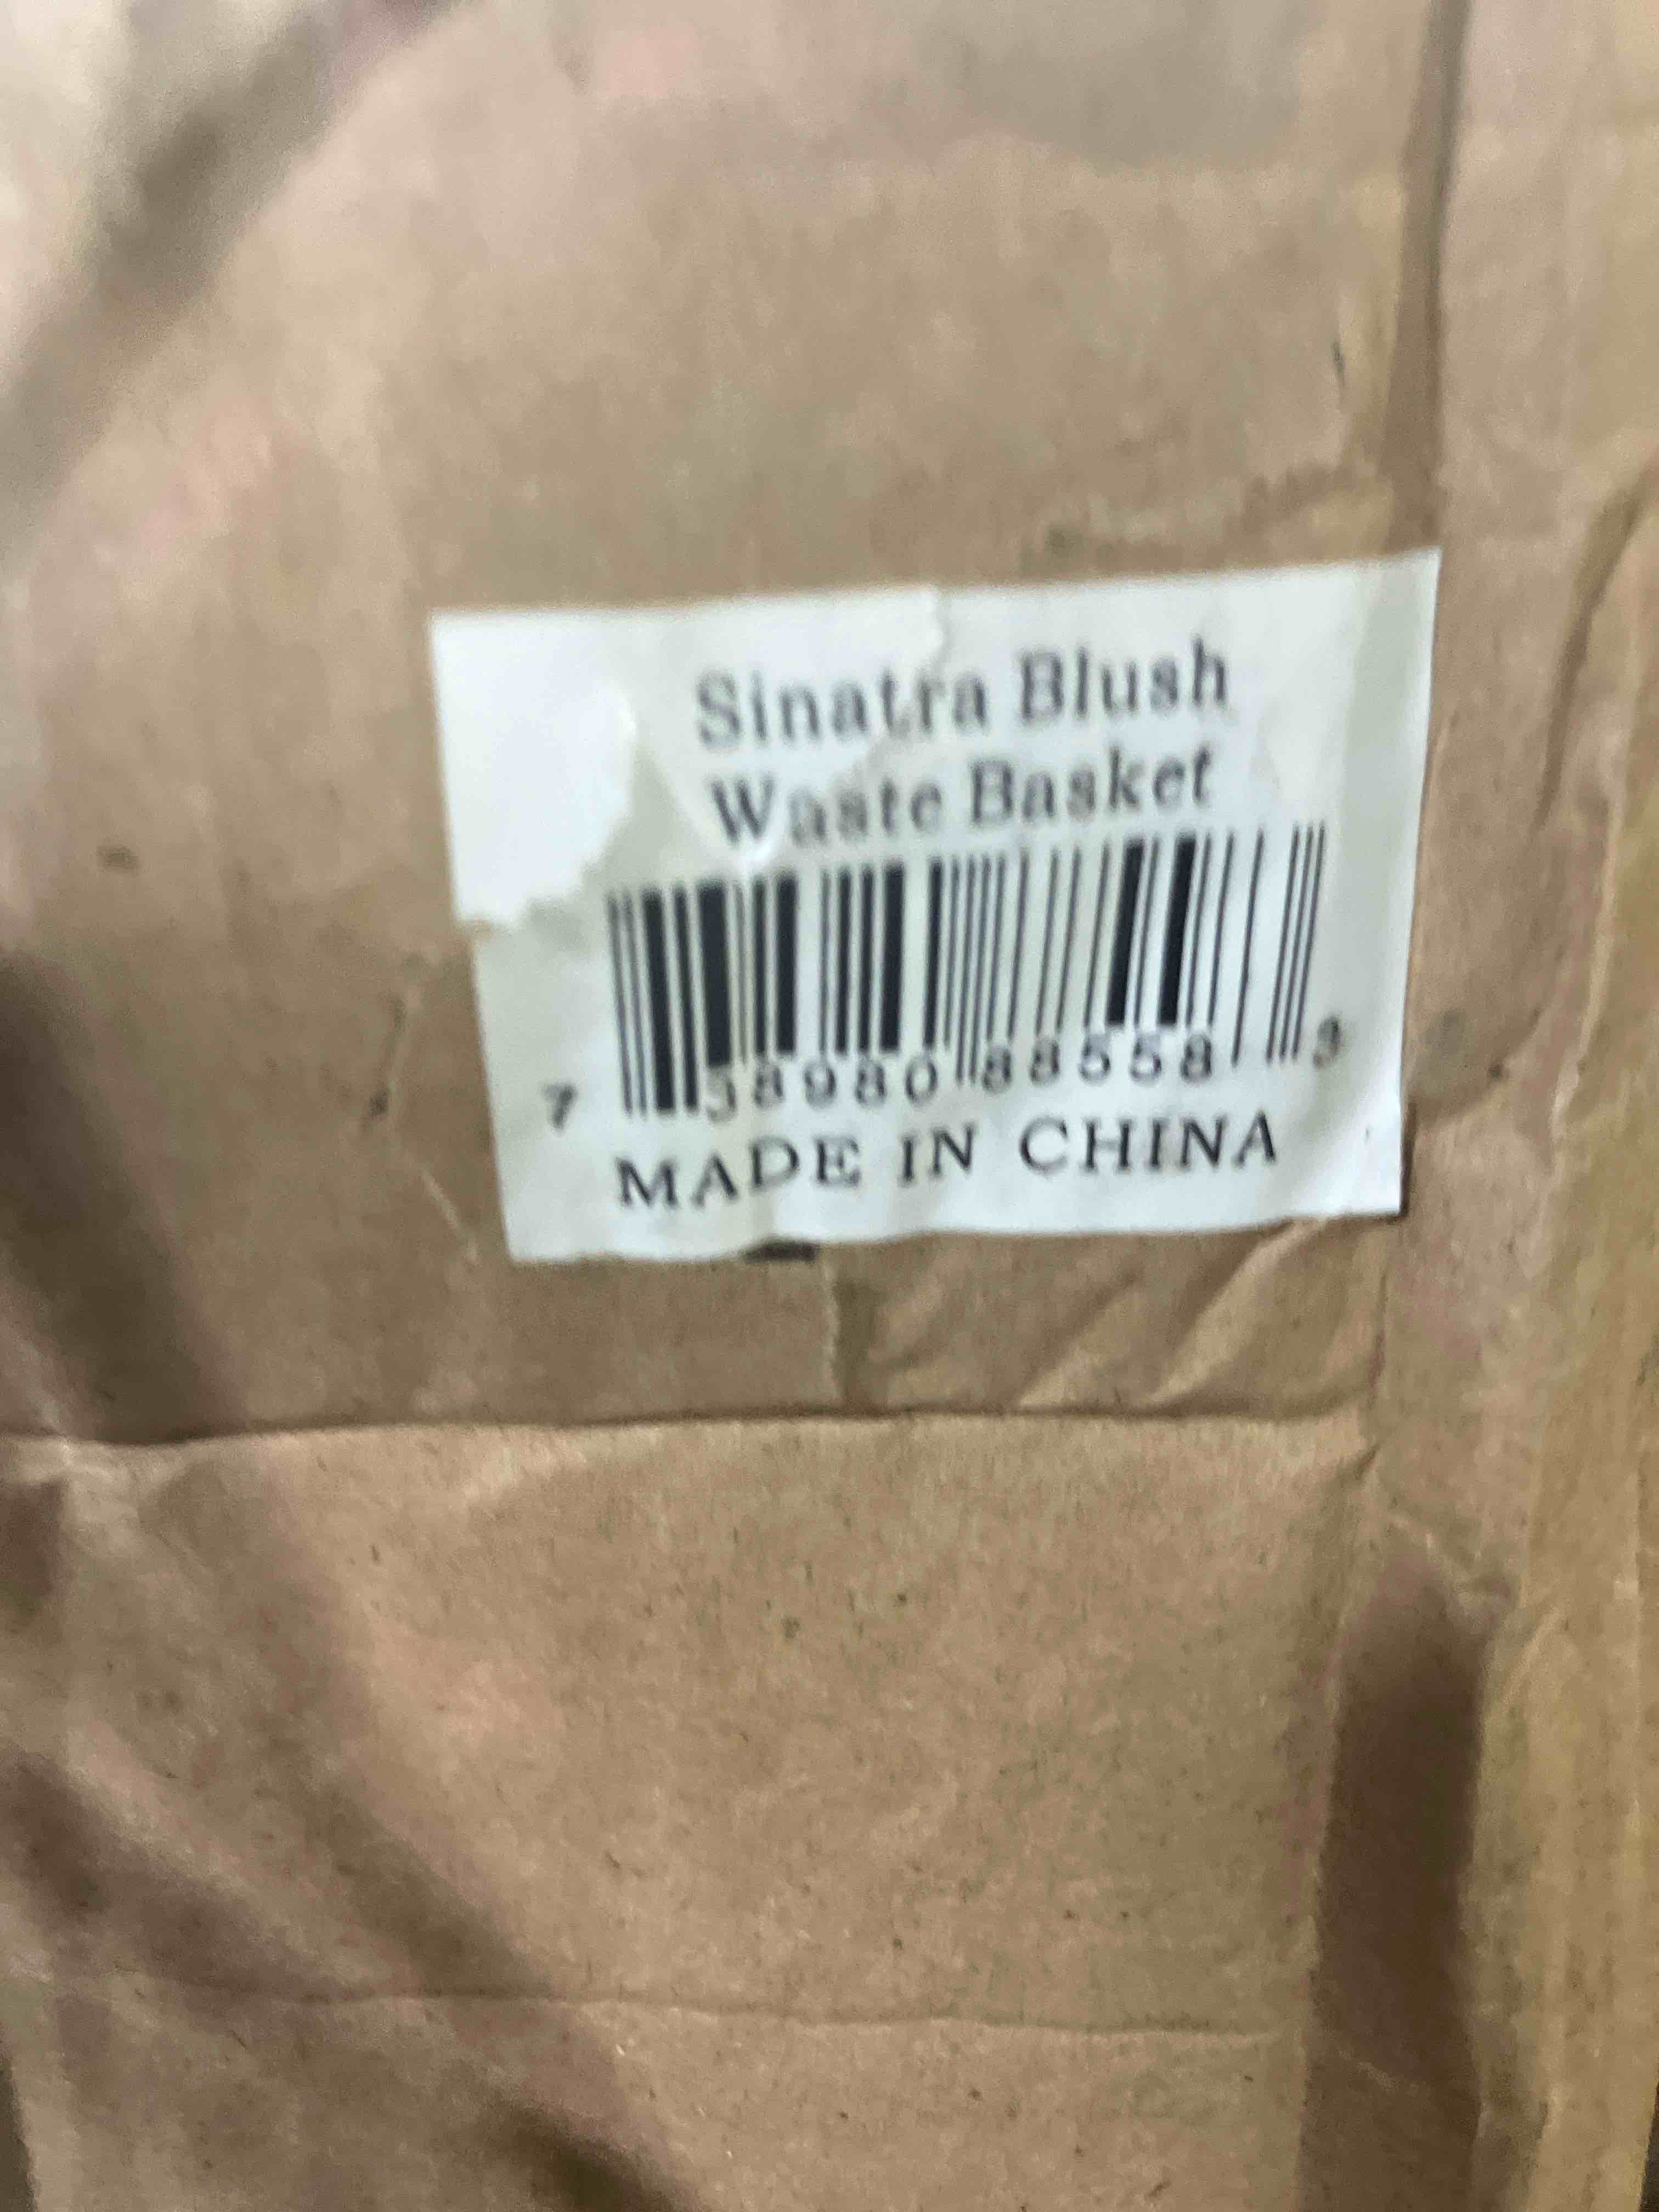 Sinatra Blush
Waste Basket
7 38980 88558 3
MADE IN CHINA